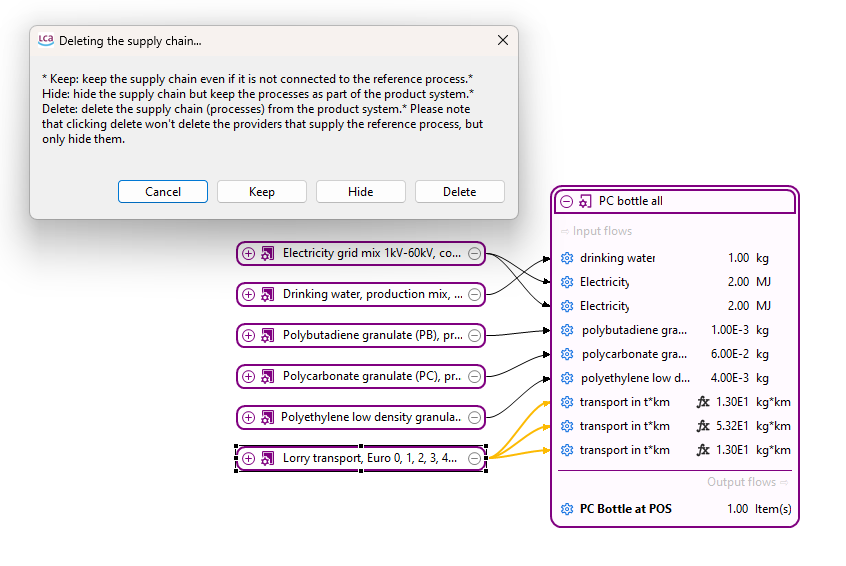 LCA Deleting the supply chain...
* Keep: keep the supply chain even if it is not connected to the reference process.*
Hide: hide the supply chain but keep the processes as part of the product system.*
Delete: delete the supply chain (processes) from the product system.* Please note
that clicking delete won't delete the providers that supply the reference process, but
only hide them.
Cancel Keep Hide Delete
PC bottle all
⇨ Input flows
Electricity grid mix 1kV-60kV, co...
Drinking water, production mix, ...
Polybutadiene granulate (PB), pr...
Polycarbonate granulate (PC), pr...
Polyethylene low density granula..
Lorry transport, Euro 0, 1, 2, 3, 4...
drinking water 1.00 kg
Electricity 2.00 MJ
Electricity 2.00 MJ
polybutadiene gra... 1.00E-3 kg
polycarbonate gra... 6.00E-2 kg
polyethylene low d... 4.00E-3 kg
transport in t*km fx 1.30E1 kg*km
transport in t*km fx 5.32E1 kg*km
transport in t*km fx 1.30E1 kg*km
Output flows ⇨
PC Bottle at POS 1.00 Item(s)